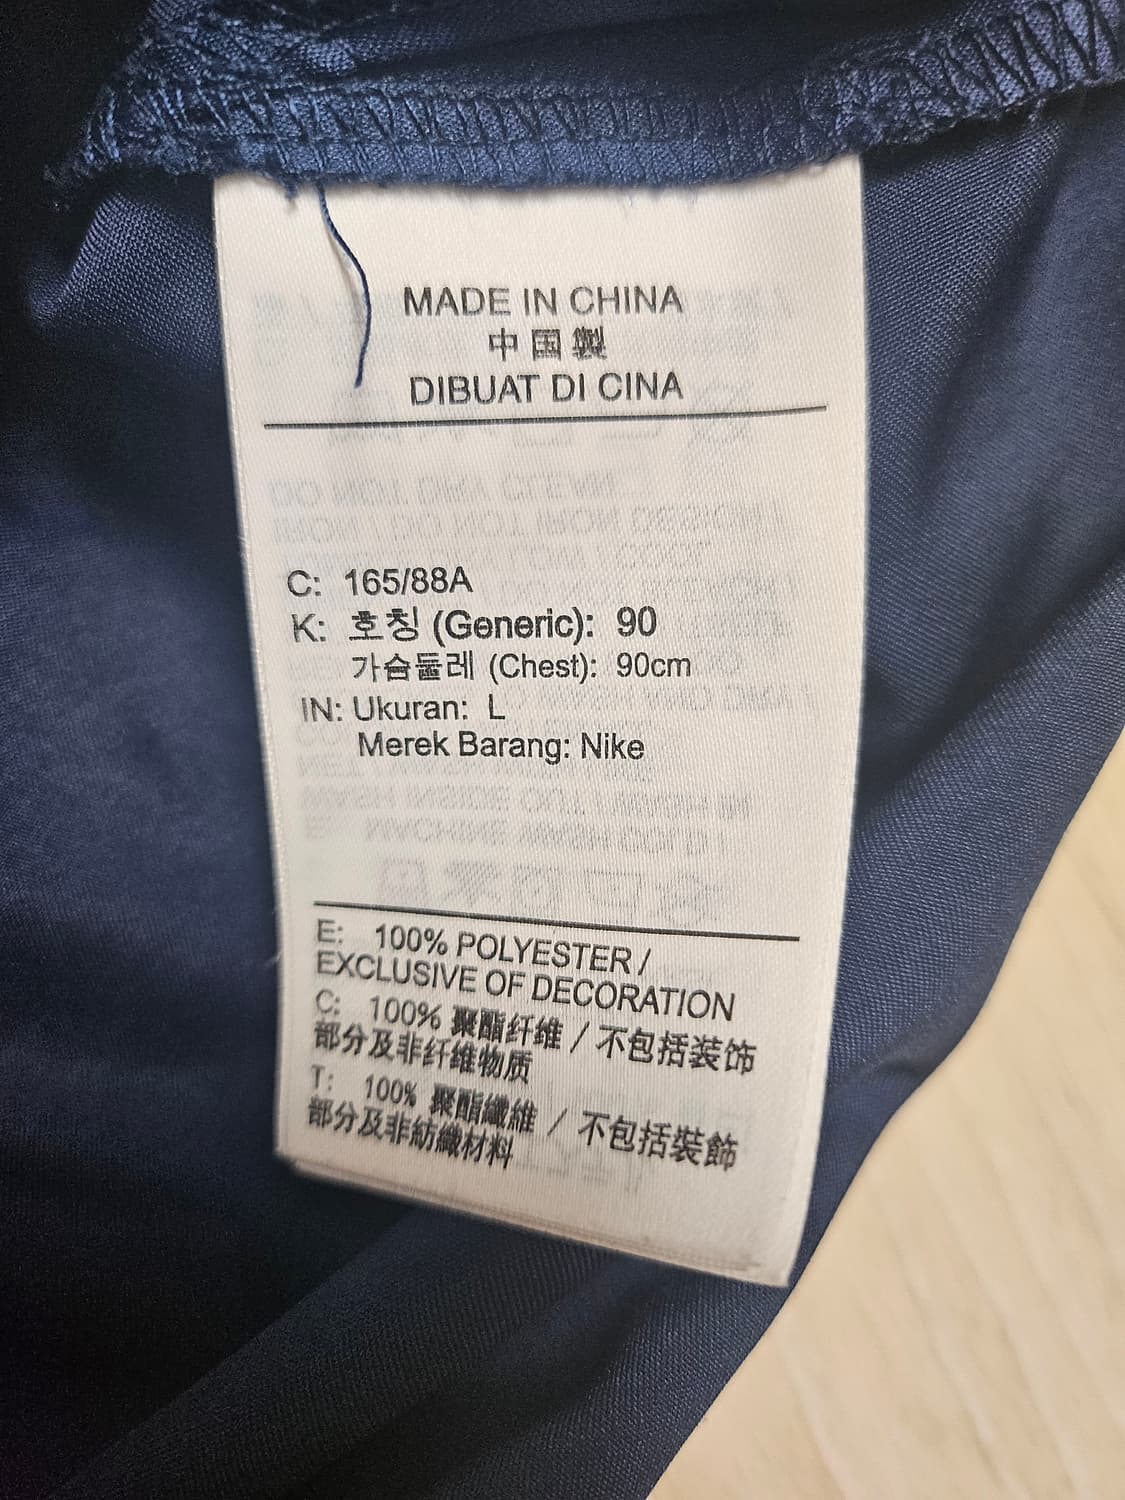 MADE IN CHINA
中国製
DIBUAT DI CINA
C: 165/88A
K: 호칭 (Generic): 90
가슴둘레 (Chest): 90cm
IN: Ukuran: L
Merek Barang: Nike
E: 100% POLYESTER /
EXCLUSIVE OF DECORATION
C: 100% 聚酯纤维 / 不包括装饰
部分及非纤维物质
T: 100% 聚酯纖維 / 不包括裝飾
部分及非紡織材料